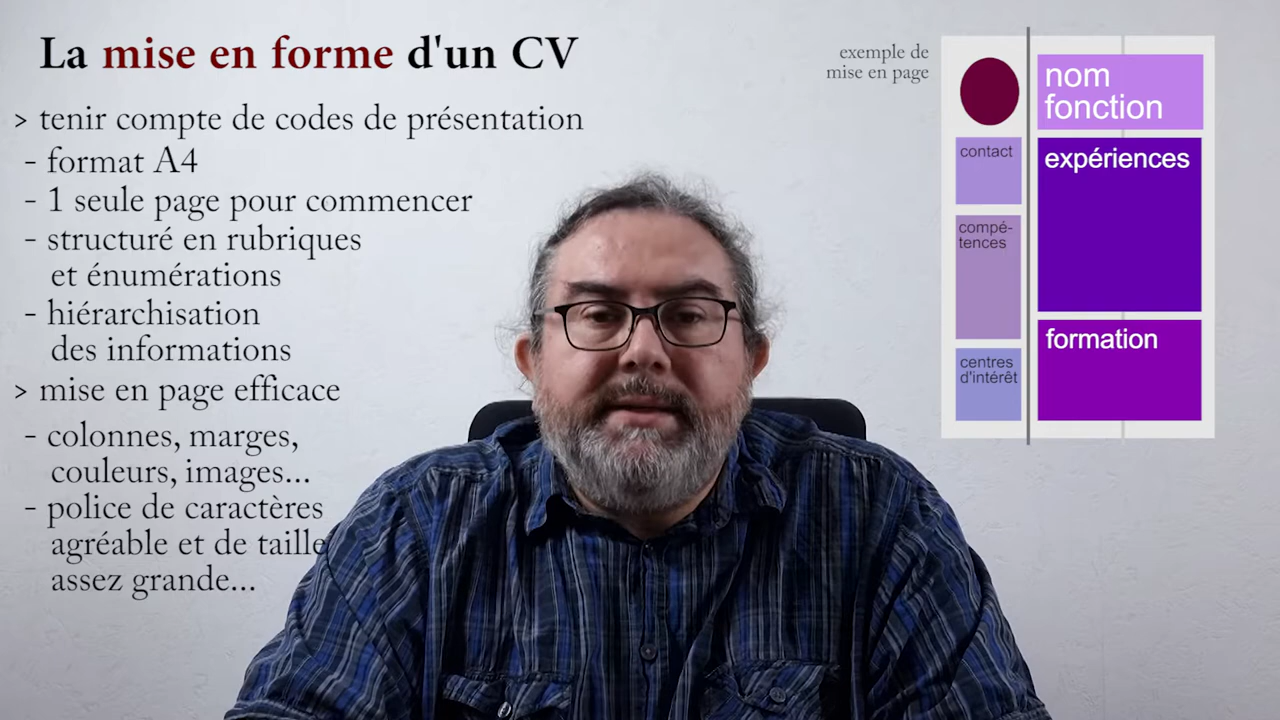 La mise en forme d'un CV
> tenir compte de codes de présentation
- format A4
- 1 seule page pour commencer
- structuré en rubriques
et énumérations
- hiérarchisation
des informations
> mise en page efficace
- colonnes, marges,
couleurs, images...
- police de caractères
agréable et de taille
assez grande...
exemple de
mise en page
nom
fonction
contact
expériences
compé-
tences
formation
centres
d'intérêt